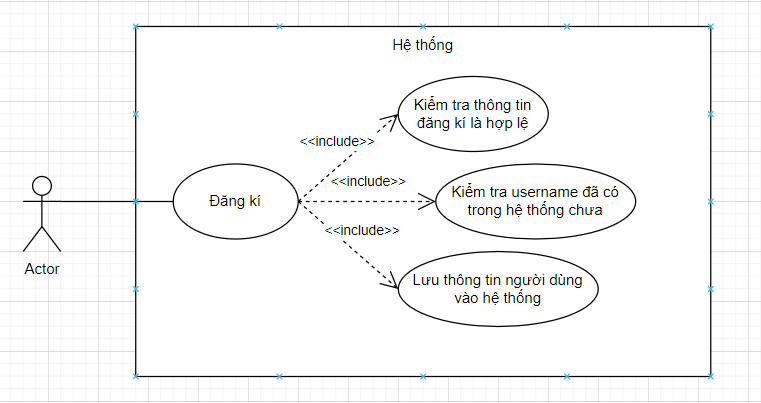 Hệ thống
Kiểm tra thông tin
đăng kí là hợp lệ
<<include>>
<<include>>
Kiểm tra username đã có
trong hệ thống chưa
Đăng kí
<<include>>
Lưu thông tin người dùng
vào hệ thống
Actor